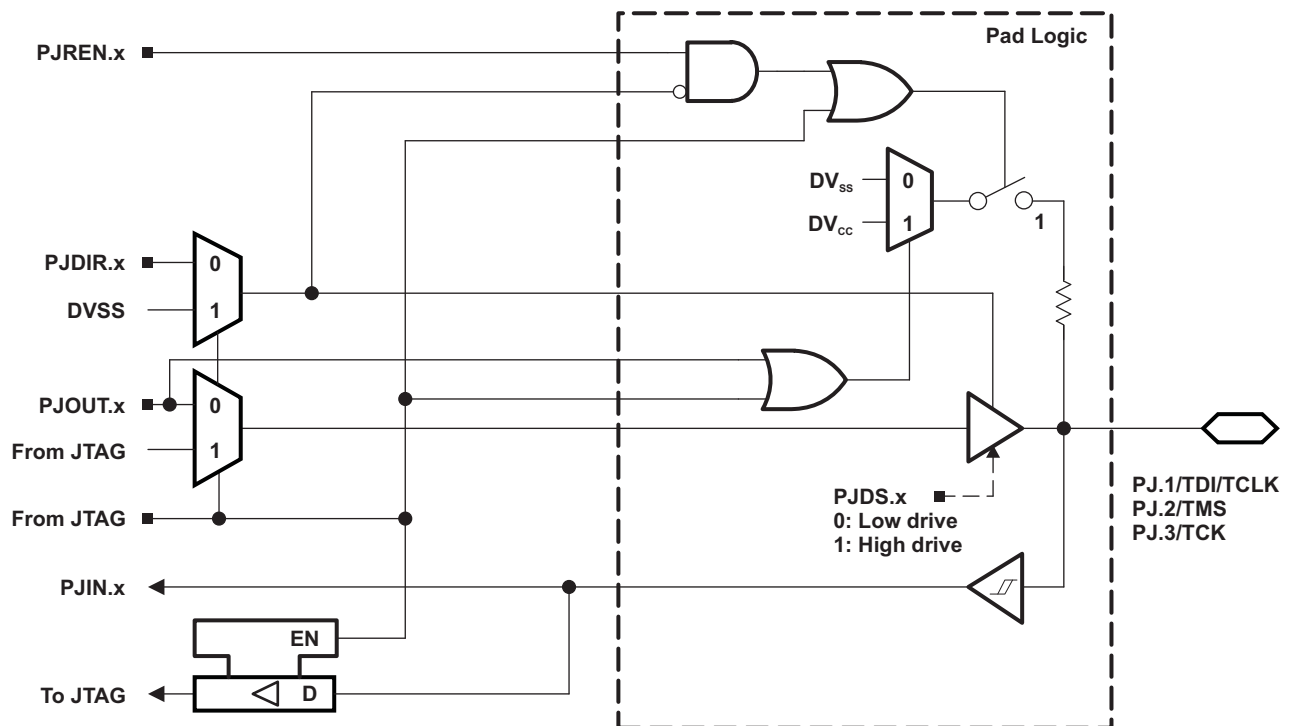 Pad Logic
PJREN.x
DVSS
0
DVCC
1
1
PJDIR.x
0
DVSS
1
PJOUT.x
0
From JTAG
1
PJDS.x
0: Low drive
1: High drive
PJ.1/TDI/TCLK
PJ.2/TMS
PJ.3/TCK
From JTAG
PJIN.x
EN
To JTAG
D